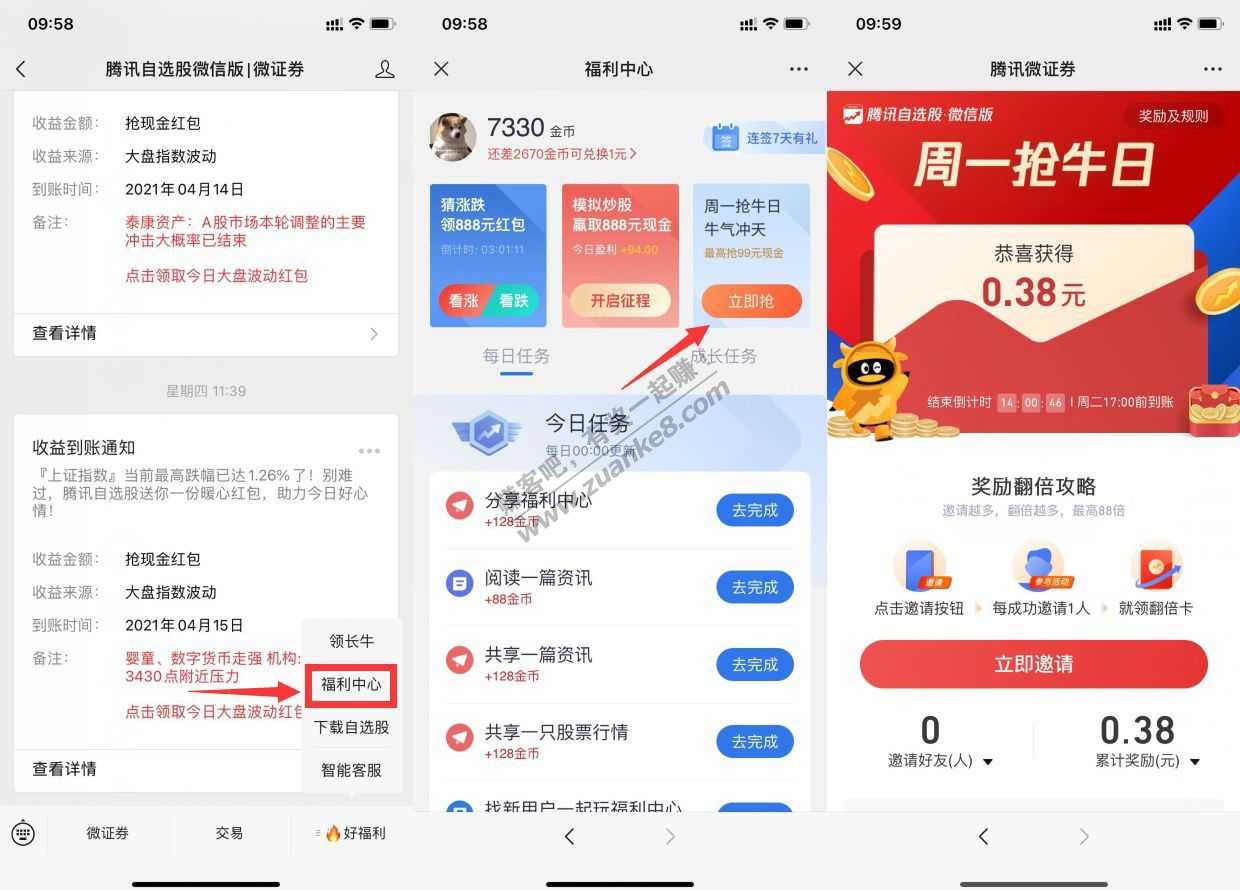 09:58
腾讯自选股微信版|微证券
收益金额： 抢现金红包
收益来源： 大盘指数波动
到账时间： 2021年04月14日
备注： 泰康资产：A股市场本轮调整的主要
冲击大概率已结束
点击领取今日大盘波动红包
查看详情
星期四 11:39
收益到账通知
『上证指数』当前最高跌幅已达1.26%了！别难
过，腾讯自选股送你一份暖心红包，助力今日好心
情！
收益金额： 抢现金红包
收益来源： 大盘指数波动
到账时间： 2021年04月15日
备注： 婴童、数字货币走强 机构:
3430点附近压力
点击领取今日大盘波动红包
查看详情
领长牛
福利中心
下载自选股
智能客服
微证券
交易
好福利
09:58
福利中心
7330 金币
还差2670金币可兑换1元
签
连签7天有礼
猜涨跌
领888元红包
倒计时: 03:01:11
看涨 看跌
模拟炒股
赢取888元现金
今日盈利 +94.00
开启征程
周一抢牛日
牛气冲天
最高抢99元现金
立即抢
每日任务
成长任务
今日任务
每日00:00更新
分享福利中心
+128金币
去完成
阅读一篇资讯
+88金币
去完成
共享一篇资讯
+128金币
去完成
共享一只股票行情
+128金币
去完成
找新用户一起玩福利中心
赚客吧，有奖一起赚！
www.zuanke8.com
09:59
腾讯微证券
腾讯自选股·微信版
奖励及规则
周一抢牛日
恭喜获得
0.38元
结束倒计时 14:00:46 | 周二17:00前到账
奖励翻倍攻略
邀请越多，翻倍越多，最高88倍
邀请
参与活动
点击邀请按钮
每成功邀请1人
就领翻倍卡
立即邀请
0
邀请好友(人)
0.38
累计奖励(元)